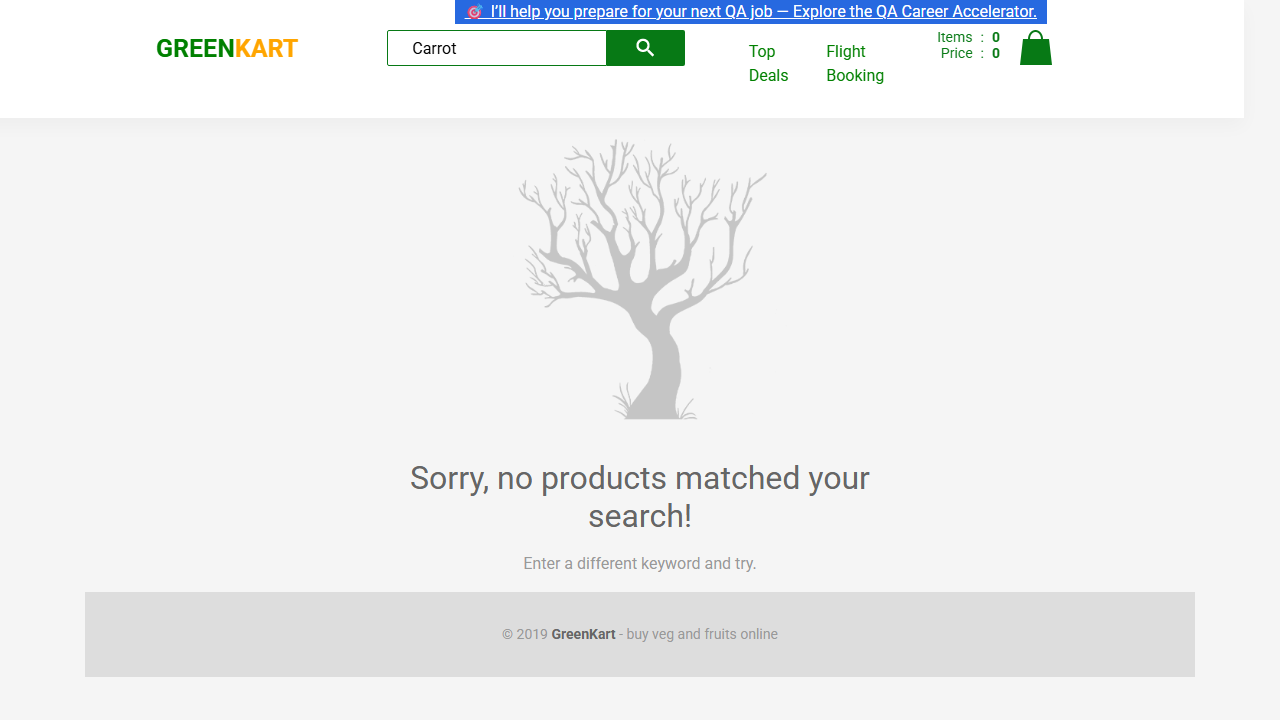 🎯 I’ll help you prepare for your next QA job — Explore the QA Career Accelerator.
GREENKART
Carrot
Top Deals
Flight Booking
Items : 0
Price : 0
Sorry, no products matched your
search!
Enter a different keyword and try.
© 2019 GreenKart - buy veg and fruits online